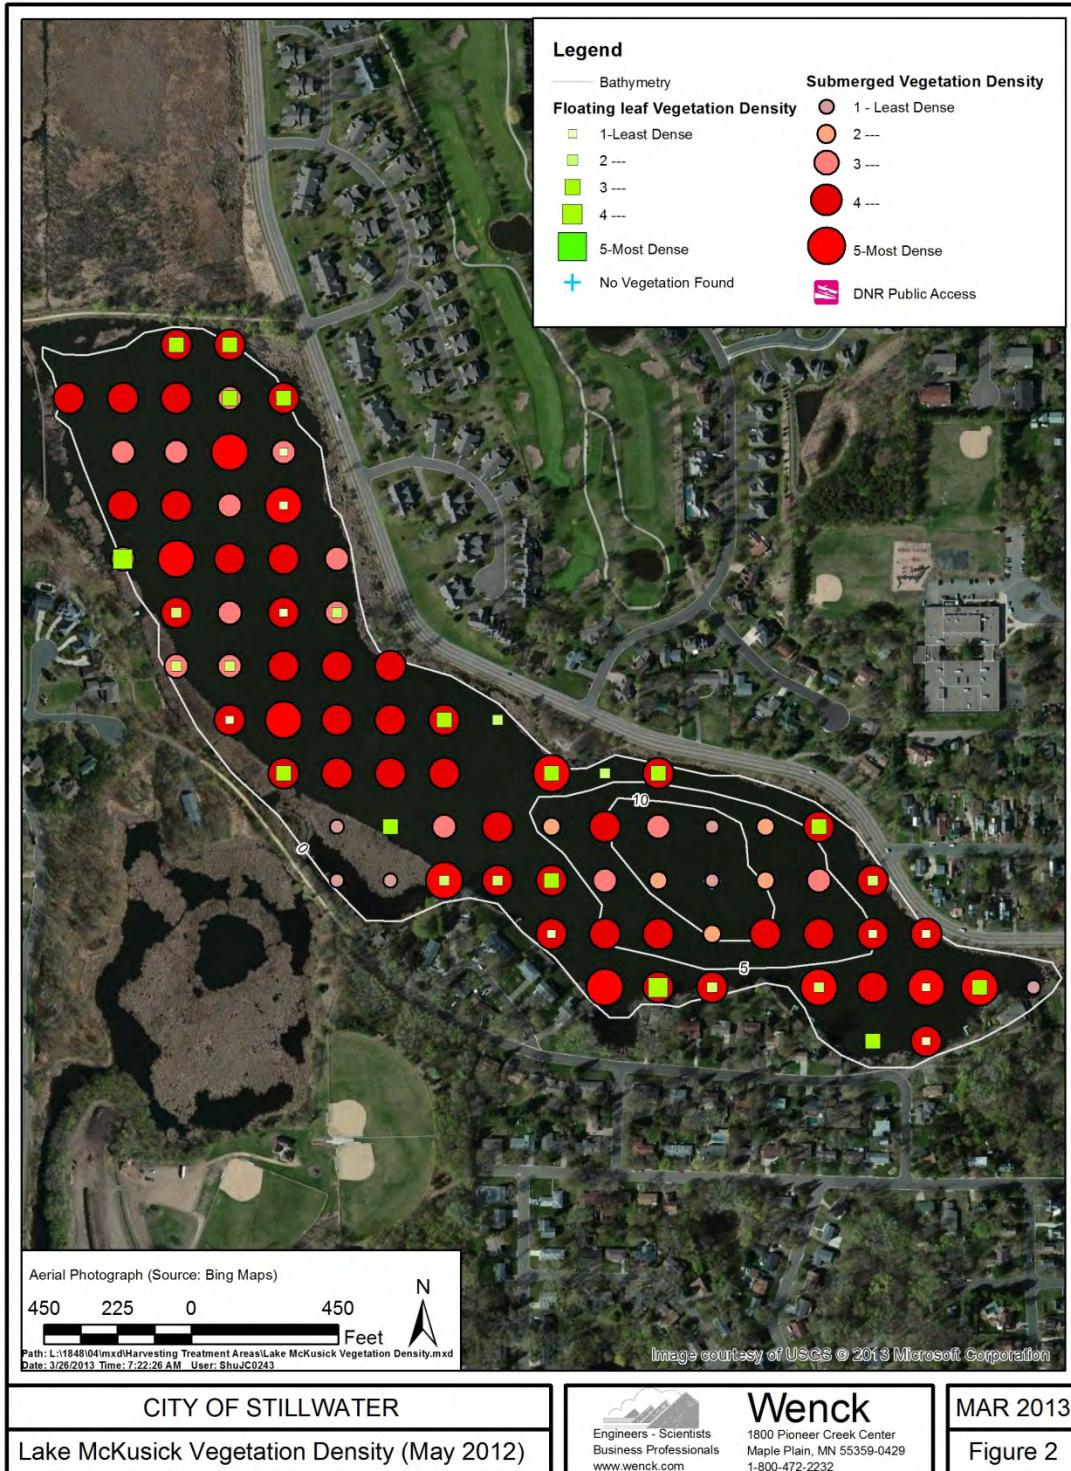 Legend
Bathymetry
Floating leaf Vegetation Density
1-Least Dense
2 ---
3 ---
4 ---
5-Most Dense
No Vegetation Found
Submerged Vegetation Density
1 - Least Dense
2 ---
3 ---
4 ---
5-Most Dense
DNR Public Access
10
0
5
Aerial Photograph (Source: Bing Maps)
N
450 225 0 450
Feet
Path: L:\1848\04\mxd\Harvesting Treatment Areas\Lake McKusick Vegetation Density.mxd
Date: 3/26/2013 Time: 7:22:26 AM User: ShuJC0243
Image courtesy of USGS © 2013 Microsoft Corporation
CITY OF STILLWATER
Lake McKusick Vegetation Density (May 2012)
Engineers - Scientists
Business Professionals
www.wenck.com
Wenck
1800 Pioneer Creek Center
Maple Plain, MN 55359-0429
1-800-472-2232
MAR 2013
Figure 2